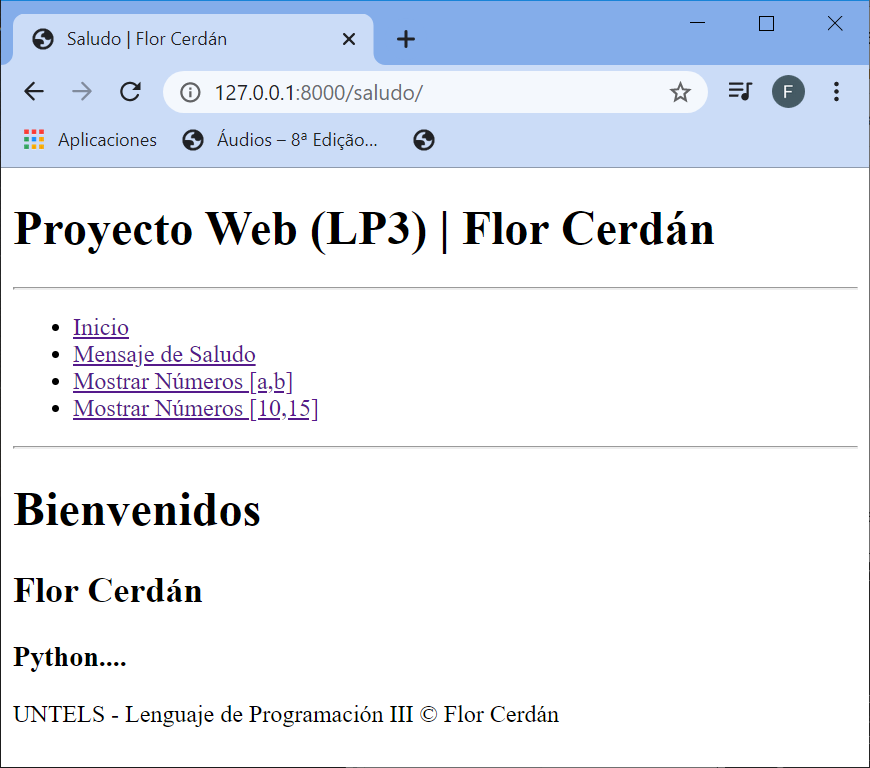 Saludo | Flor Cerdán
127.0.0.1:8000/saludo/
F
Aplicaciones
Áudios – 8ª Edição...
Proyecto Web (LP3) | Flor Cerdán
Inicio
Mensaje de Saludo
Mostrar Números [a,b]
Mostrar Números [10,15]
Bienvenidos
Flor Cerdán
Python....
UNTELS - Lenguaje de Programación III © Flor Cerdán